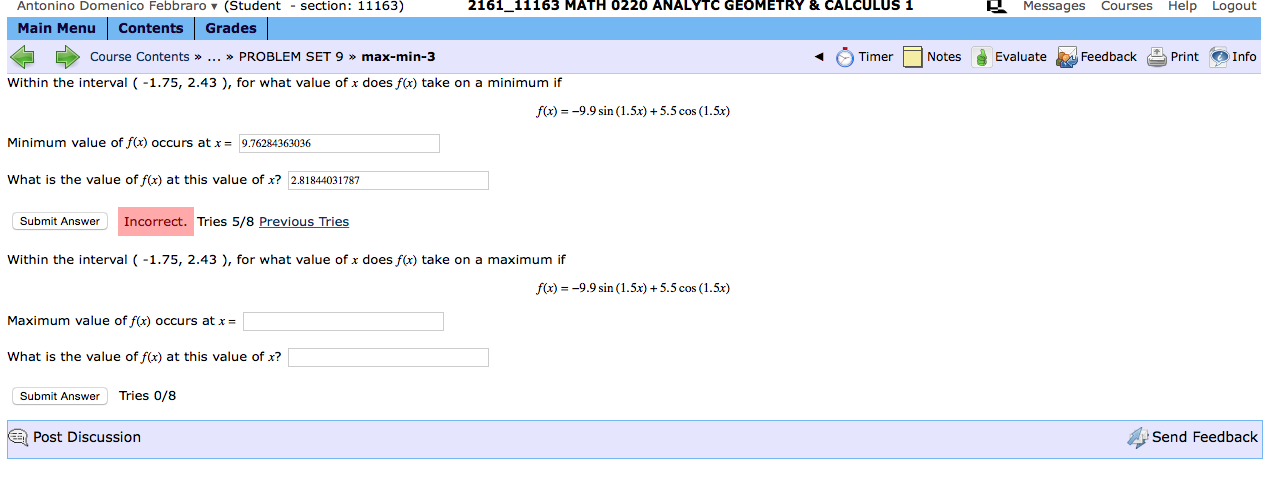 Antonino Domenico Febbraro ▾ (Student - section: 11163) 2161_11163 MATH 0220 ANALYTC GEOMETRY & CALCULUS 1 Messages Courses Help Logout
Main Menu Contents Grades
Course Contents » ... » PROBLEM SET 9 » max-min-3 ◄ Timer Notes Evaluate Feedback Print Info
Within the interval ( -1.75, 2.43 ), for what value of x does f(x) take on a minimum if
f(x) = −9.9 sin (1.5x) + 5.5 cos (1.5x)
Minimum value of f(x) occurs at x = 9.76284363036
What is the value of f(x) at this value of x? 2.81844031787
Submit Answer Incorrect. Tries 5/8 Previous Tries
Within the interval ( -1.75, 2.43 ), for what value of x does f(x) take on a maximum if
f(x) = −9.9 sin (1.5x) + 5.5 cos (1.5x)
Maximum value of f(x) occurs at x =
What is the value of f(x) at this value of x?
Submit Answer Tries 0/8
Post Discussion Send Feedback